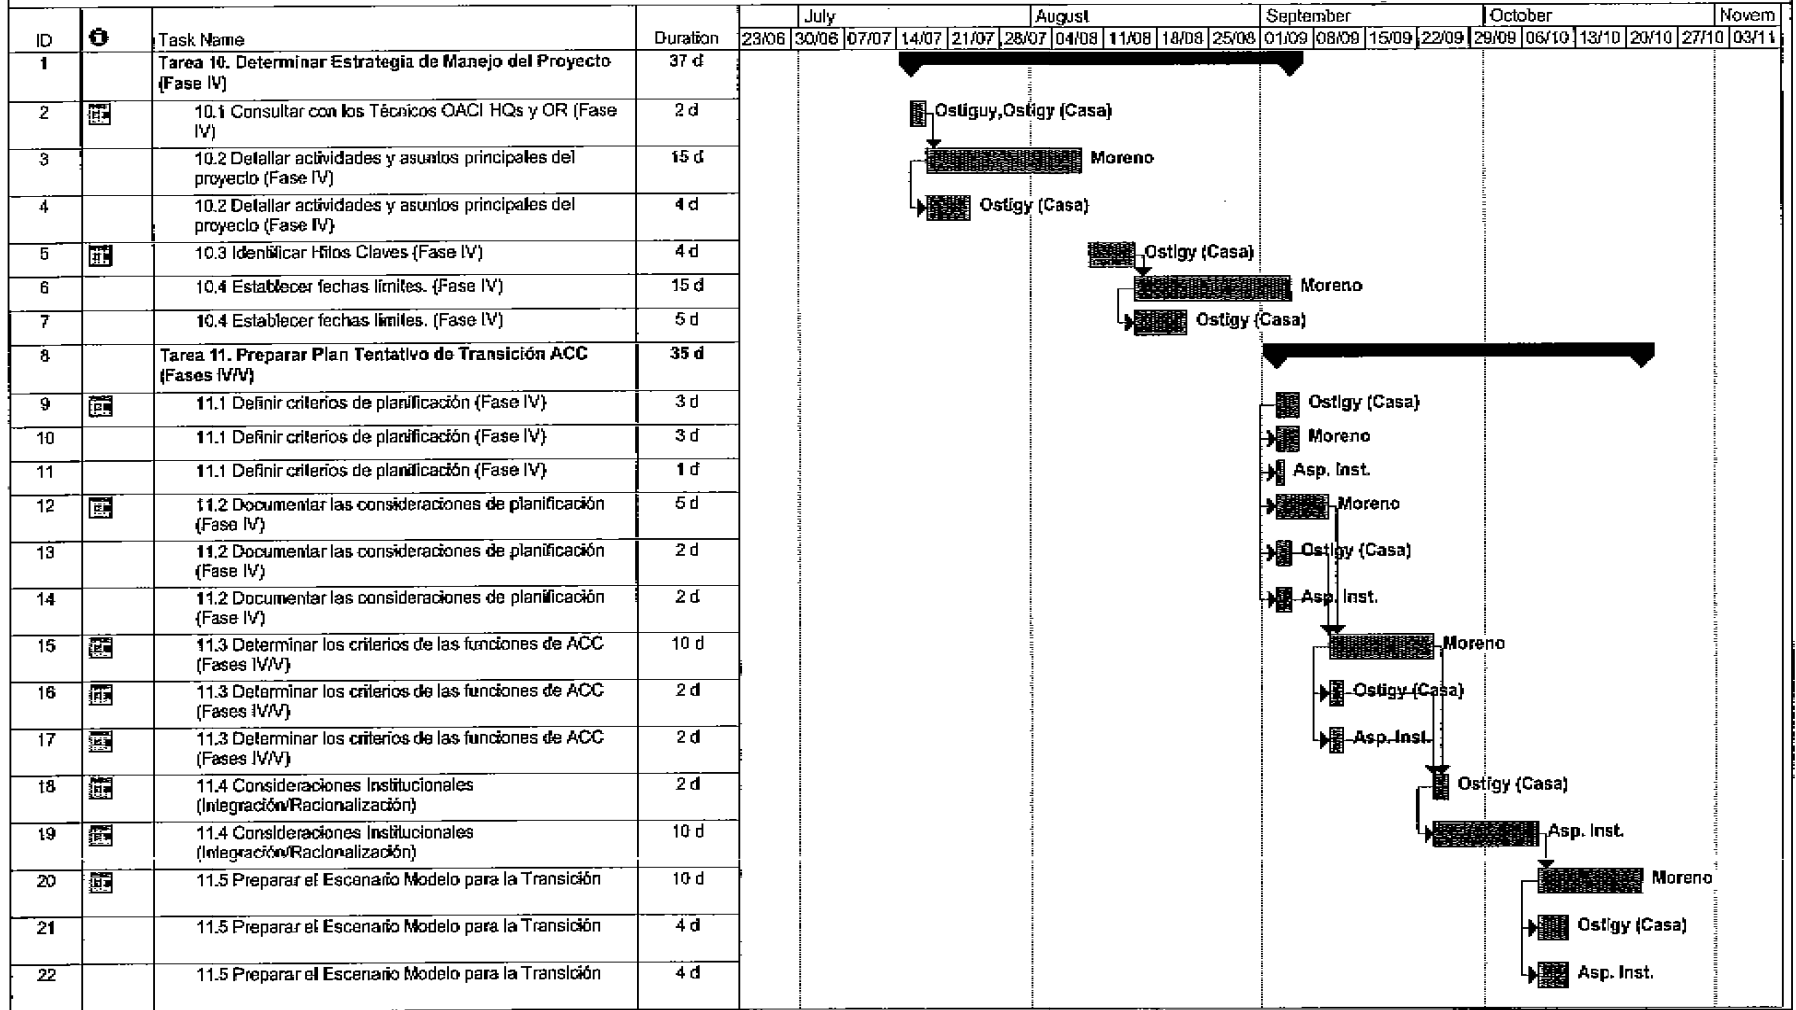 July August September October Novem
ID Task Name Duration 23/06 30/06 07/07 14/07 21/07 28/07 04/08 11/08 18/08 25/08 01/09 08/09 15/09 22/09 29/09 06/10 13/10 20/10 27/10 03/11
1 Tarea 10. Determinar Estrategia de Manejo del Proyecto 37 d
(Fase IV)
2 10.1 Consultar con los Técnicos OACI HQs y OR (Fase 2 d Ostiguy,Ostigy (Casa)
IV)
3 10.2 Detallar actividades y asuntos principales del 15 d Moreno
proyecto (Fase IV)
4 10.2 Detallar actividades y asuntos principales del 4 d Ostigy (Casa)
proyecto (Fase IV)
5 10.3 Identificar Hitos Claves (Fase IV) 4 d Ostigy (Casa)
6 10.4 Establecer fechas límites. (Fase IV) 15 d Moreno
7 10.4 Establecer fechas límites. (Fase IV) 5 d Ostigy (Casa)
8 Tarea 11. Preparar Plan Tentativo de Transición ACC 35 d
(Fases IV/V)
9 11.1 Definir criterios de planificación (Fase IV) 3 d Ostigy (Casa)
10 11.1 Definir criterios de planificación (Fase IV) 3 d Moreno
11 11.1 Definir criterios de planificación (Fase IV) 1 d Asp. Inst.
12 11.2 Documentar las consideraciones de planificación 5 d Moreno
(Fase IV)
13 11.2 Documentar las consideraciones de planificación 2 d Ostigy (Casa)
(Fase IV)
14 11.2 Documentar las consideraciones de planificación 2 d Asp. Inst.
(Fase IV)
15 11.3 Determinar los criterios de las funciones de ACC 10 d Moreno
(Fases IV/V)
16 11.3 Determinar los criterios de las funciones de ACC 2 d Ostigy (Casa)
(Fases IV/V)
17 11.3 Determinar los criterios de las funciones de ACC 2 d Asp. Inst.
(Fases IV/V)
18 11.4 Consideraciones Institucionales 2 d Ostigy (Casa)
(Integración/Racionalización)
19 11.4 Consideraciones Institucionales 10 d Asp. Inst.
(Integración/Racionalización)
20 11.5 Preparar el Escenario Modelo para la Transición 10 d Moreno
21 11.5 Preparar el Escenario Modelo para la Transición 4 d Ostigy (Casa)
22 11.5 Preparar el Escenario Modelo para la Transición 4 d Asp. Inst.